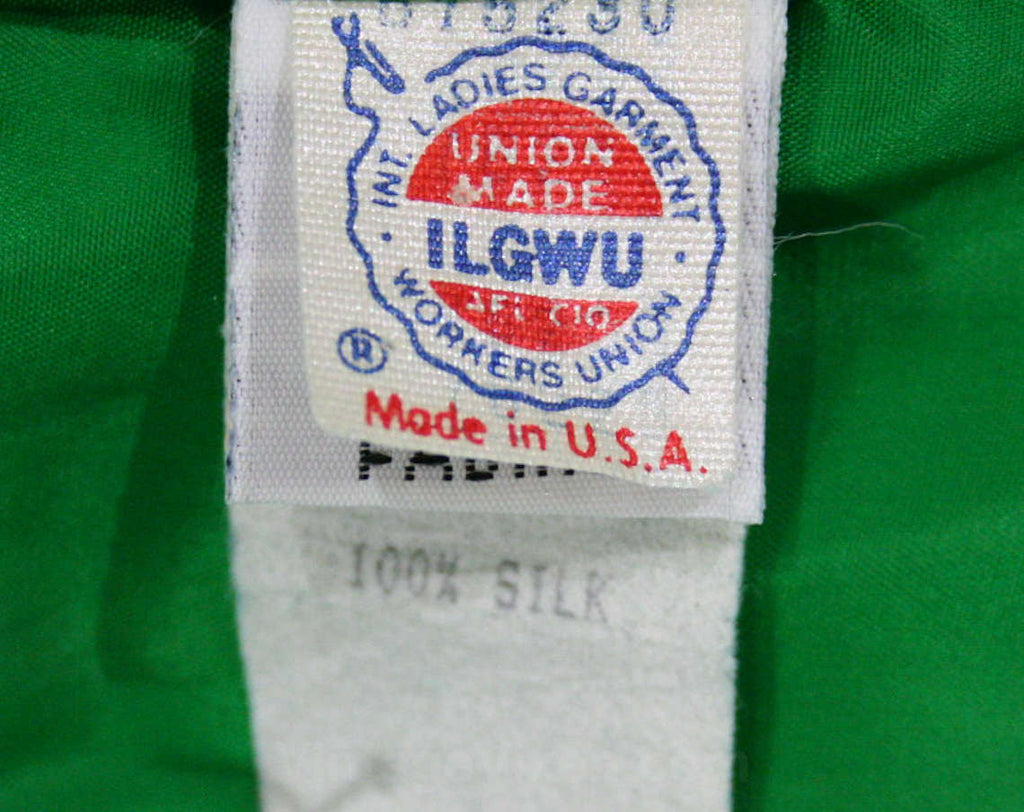 INT. LADIES GARMENT
UNION
MADE
ILGWU
AFL CIO
WORKERS UNION
®
Made in U.S.A.
100% SILK